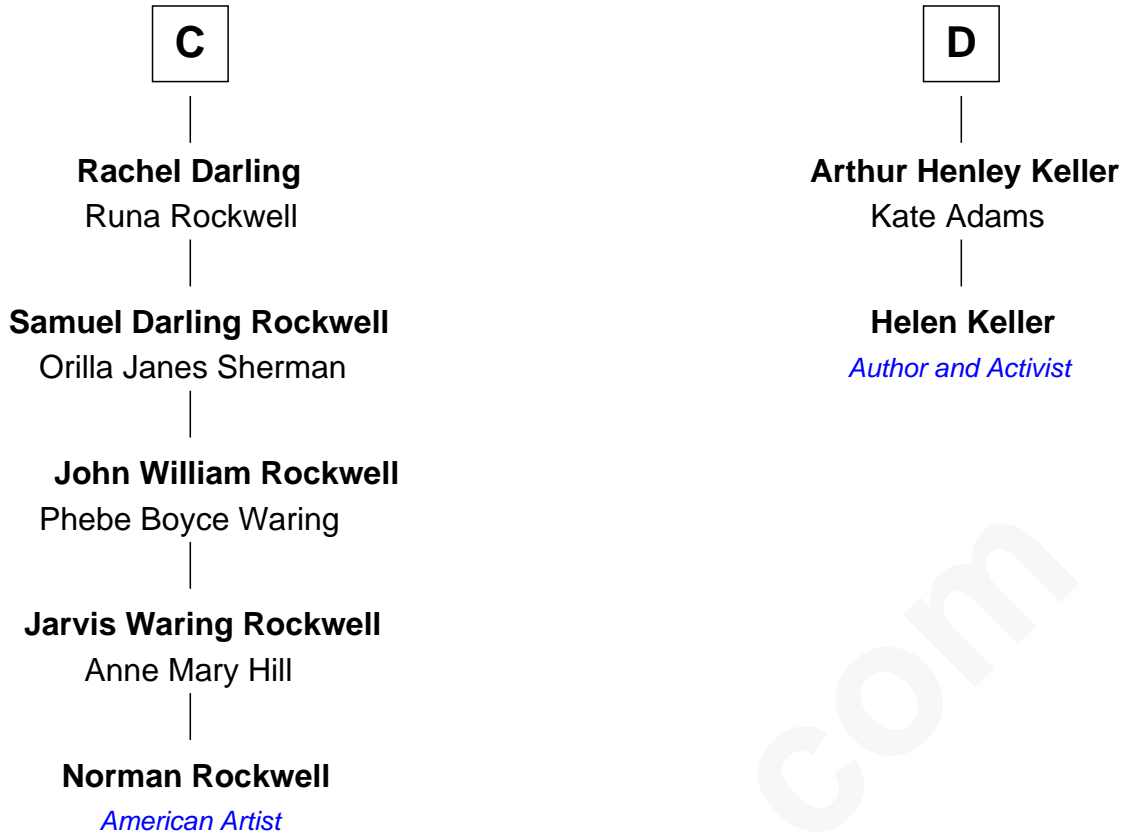 C
Rachel Darling
Runa Rockwell
Samuel Darling Rockwell
Orilla Janes Sherman
John William Rockwell
Phebe Boyce Waring
Jarvis Waring Rockwell
Anne Mary Hill
Norman Rockwell
American Artist
D
Arthur Henley Keller
Kate Adams
Helen Keller
Author and Activist
com